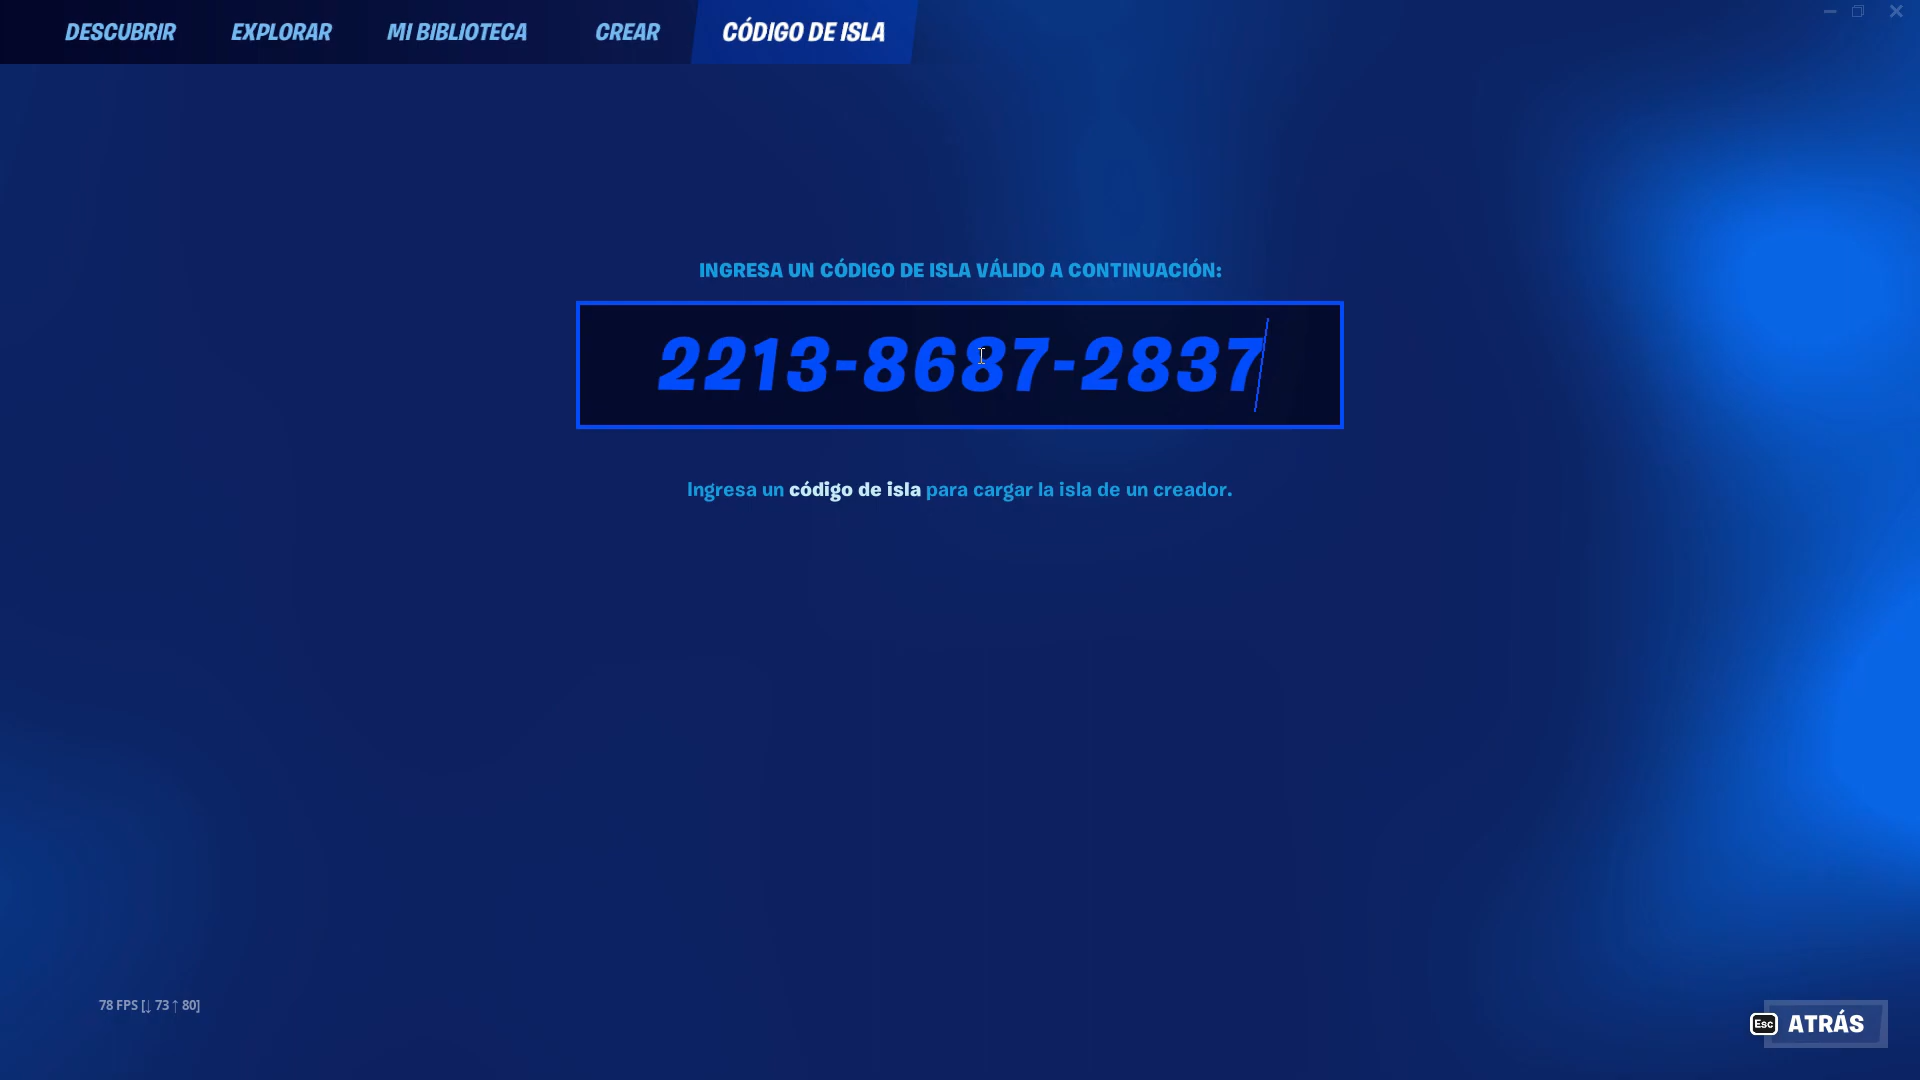 DESCUBRIR EXPLORAR MI BIBLIOTECA CREAR CÓDIGO DE ISLA
INGRESA UN CÓDIGO DE ISLA VÁLIDO A CONTINUACIÓN:
2213-8687-2837
Ingresa un código de isla para cargar la isla de un creador.
78 FPS [↓ 73 ↑ 80]
Esc ATRÁS